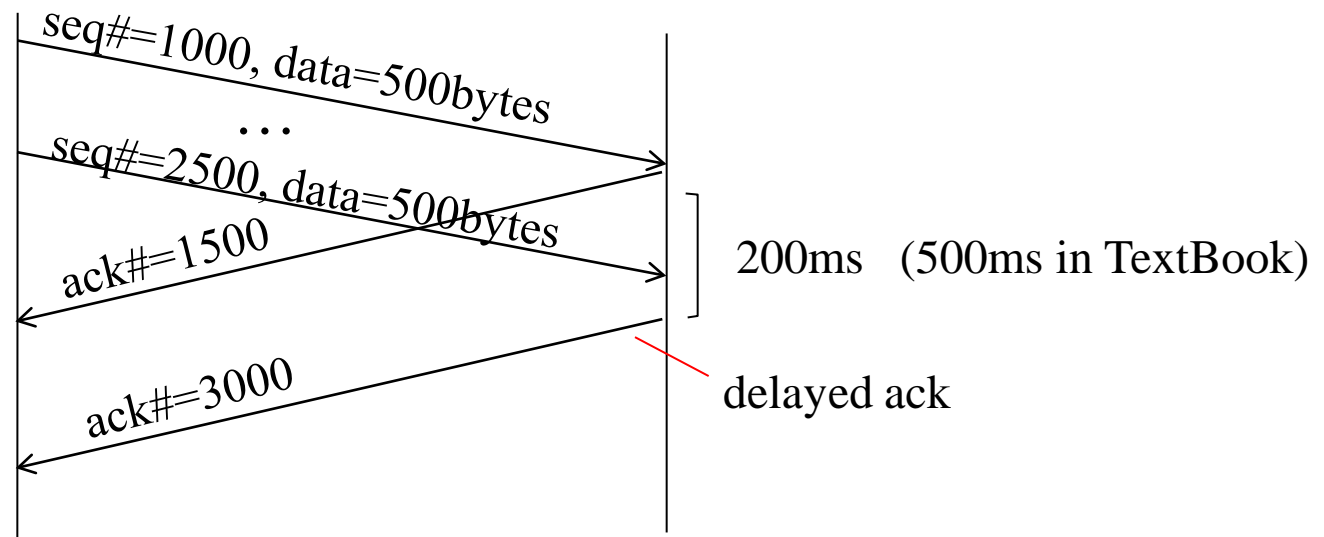 seq#=1000, data=500bytes
...
seq#=2500, data=500bytes
ack#=1500
200ms (500ms in TextBook)
ack#=3000
delayed ack